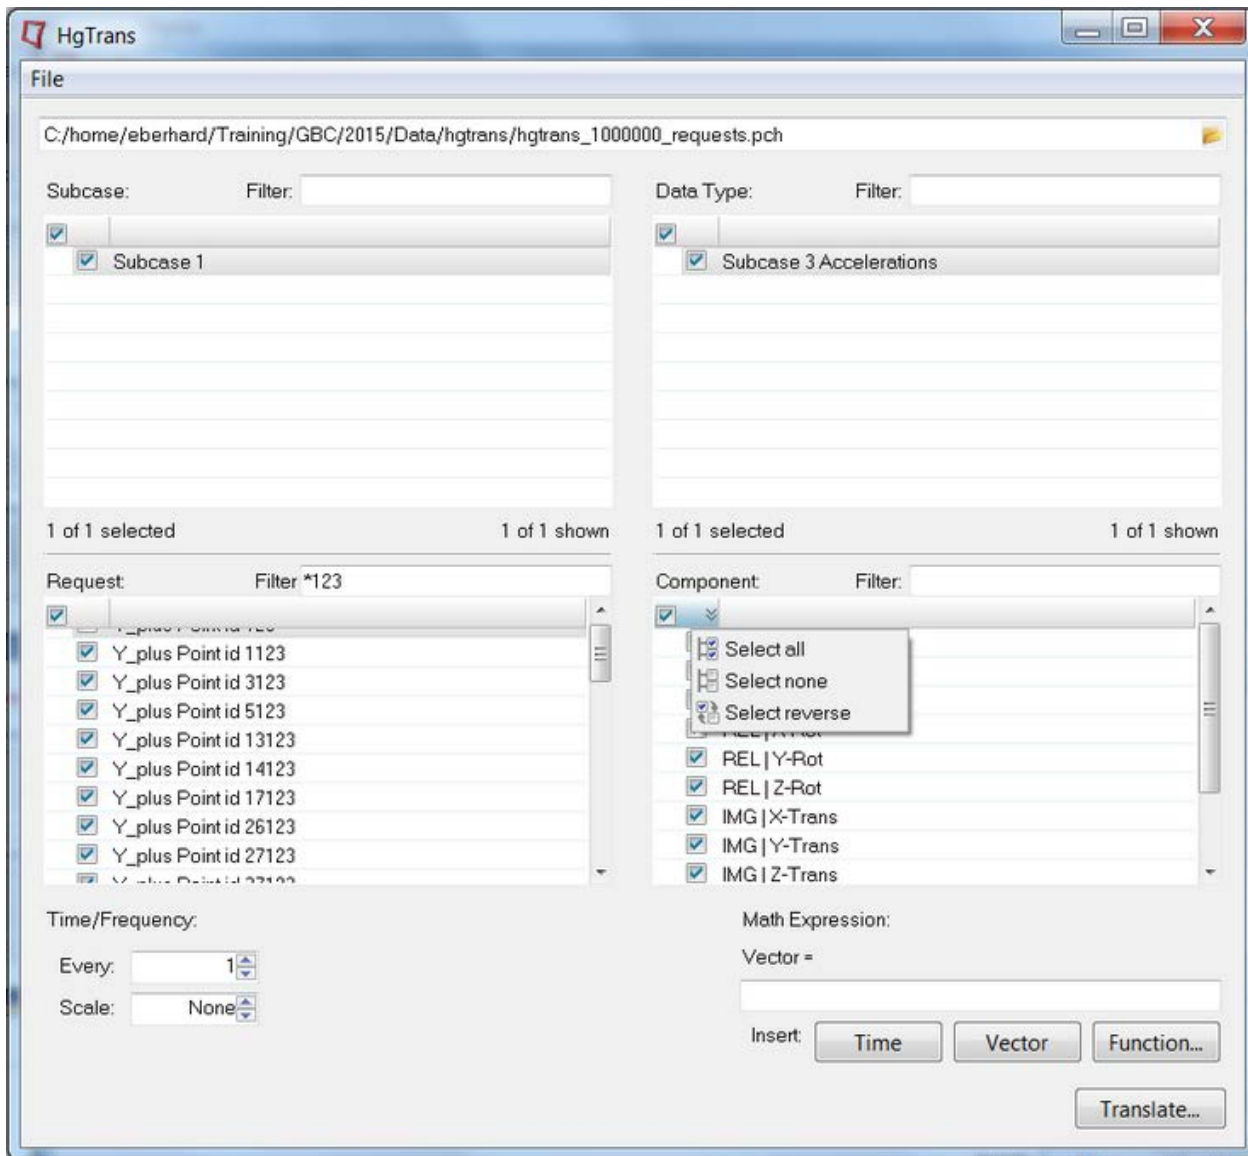 HgTrans
File
C:/home/eberhard/Training/GBC/2015/Data/hgtrans/hgtrans_1000000_requests.pch
Subcase: Filter:
Subcase 1
1 of 1 selected 1 of 1 shown
Data Type: Filter:
Subcase 3 Accelerations
1 of 1 selected 1 of 1 shown
Request: Filter *123
Y_plus Point id 1123
Y_plus Point id 3123
Y_plus Point id 5123
Y_plus Point id 13123
Y_plus Point id 14123
Y_plus Point id 17123
Y_plus Point id 26123
Y_plus Point id 27123
Component: Filter:
Select all
Select none
Select reverse
REL | Y-Rot
REL | Z-Rot
IMG | X-Trans
IMG | Y-Trans
IMG | Z-Trans
Time/Frequency:
Every: 1
Scale: None
Math Expression:
Vector =
Insert: Time Vector Function...
Translate...